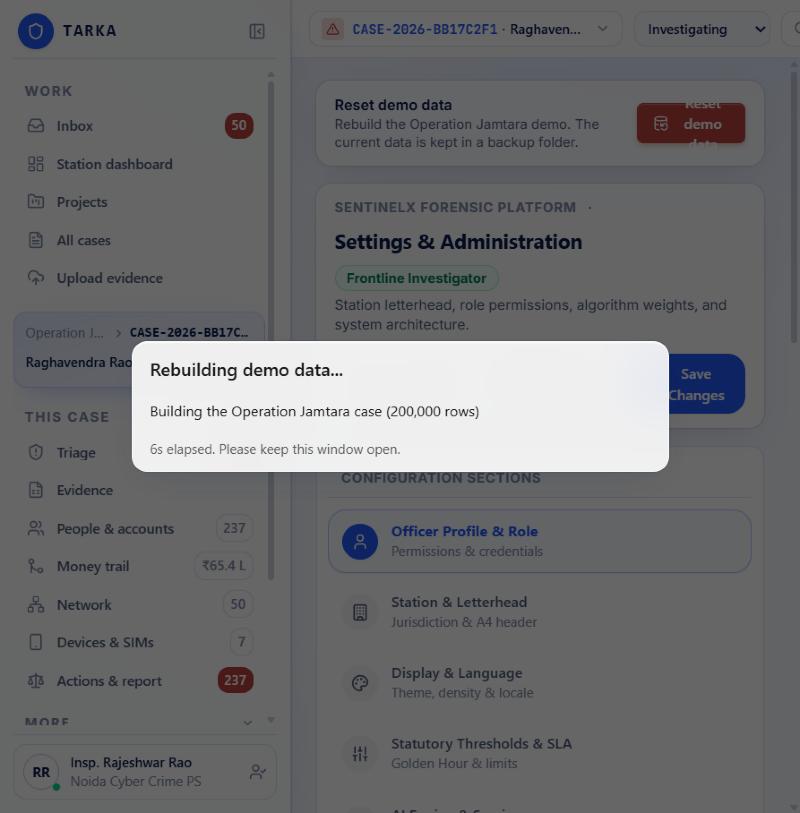 TARKA
WORK
Inbox
50
Station dashboard
Projects
All cases
Upload evidence
Operation J... > CASE-2026-BB17C…
Raghavendra Rao
THIS CASE
Triage
Evidence
People & accounts
237
Money trail
₹65.4 L
Network
50
Devices & SIMs
7
Actions & report
237
MORE
RR
Insp. Rajeshwar Rao
Noida Cyber Crime PS
CASE-2026-BB17C2F1 · Raghaven...
Investigating
Reset demo data
Rebuild the Operation Jamtara demo. The
current data is kept in a backup folder.
Reset
demo
data
SENTINELX FORENSIC PLATFORM ·
Settings & Administration
Frontline Investigator
Station letterhead, role permissions, algorithm weights, and
system architecture.
Save
Changes
Rebuilding demo data...
Building the Operation Jamtara case (200,000 rows)
6s elapsed. Please keep this window open.
CONFIGURATION SECTIONS
Officer Profile & Role
Permissions & credentials
Station & Letterhead
Jurisdiction & A4 header
Display & Language
Theme, density & locale
Statutory Thresholds & SLA
Golden Hour & limits